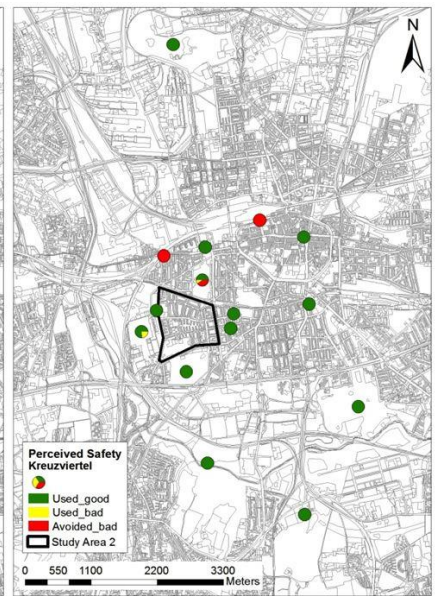 N
Perceived Safety
Kreuzviertel
Used_good
Used_bad
Avoided_bad
Study Area 2
0 550 1100 2200 3300
Meters